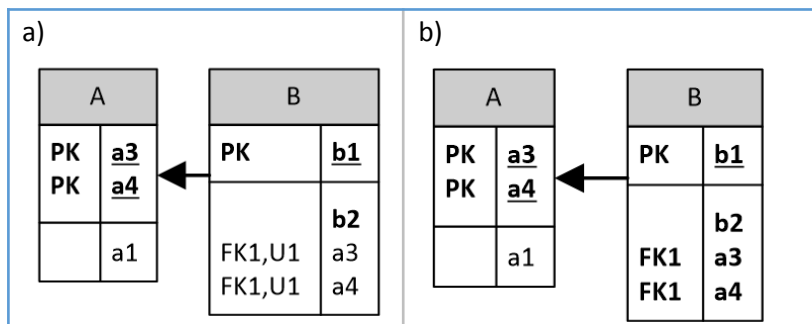 a)
A
PK a3
PK a4
a1
B
PK b1
b2
FK1,U1 a3
FK1,U1 a4
b)
A
PK a3
PK a4
a1
B
PK b1
b2
FK1 a3
FK1 a4